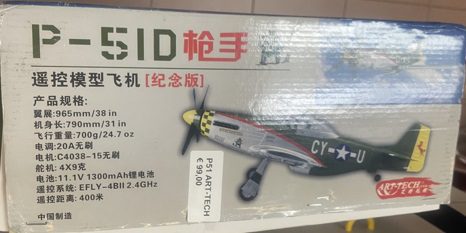 P-51D 枪手
遥控模型飞机 [纪念版]
产品规格:
翼展:965mm/38 in
机身长:790mm/31 in
飞行重量:700g/24.7 oz
电调:20A无刷
电机:C4038-15无刷
舵机: 4X9克
电池:11.1V 1300mAh锂电池
遥控系统: EFLY-4BII 2.4GHz
遥控距离: 400米
中国制造
P51 ART-TECH
€ 99,00
CY U
ART-TECH